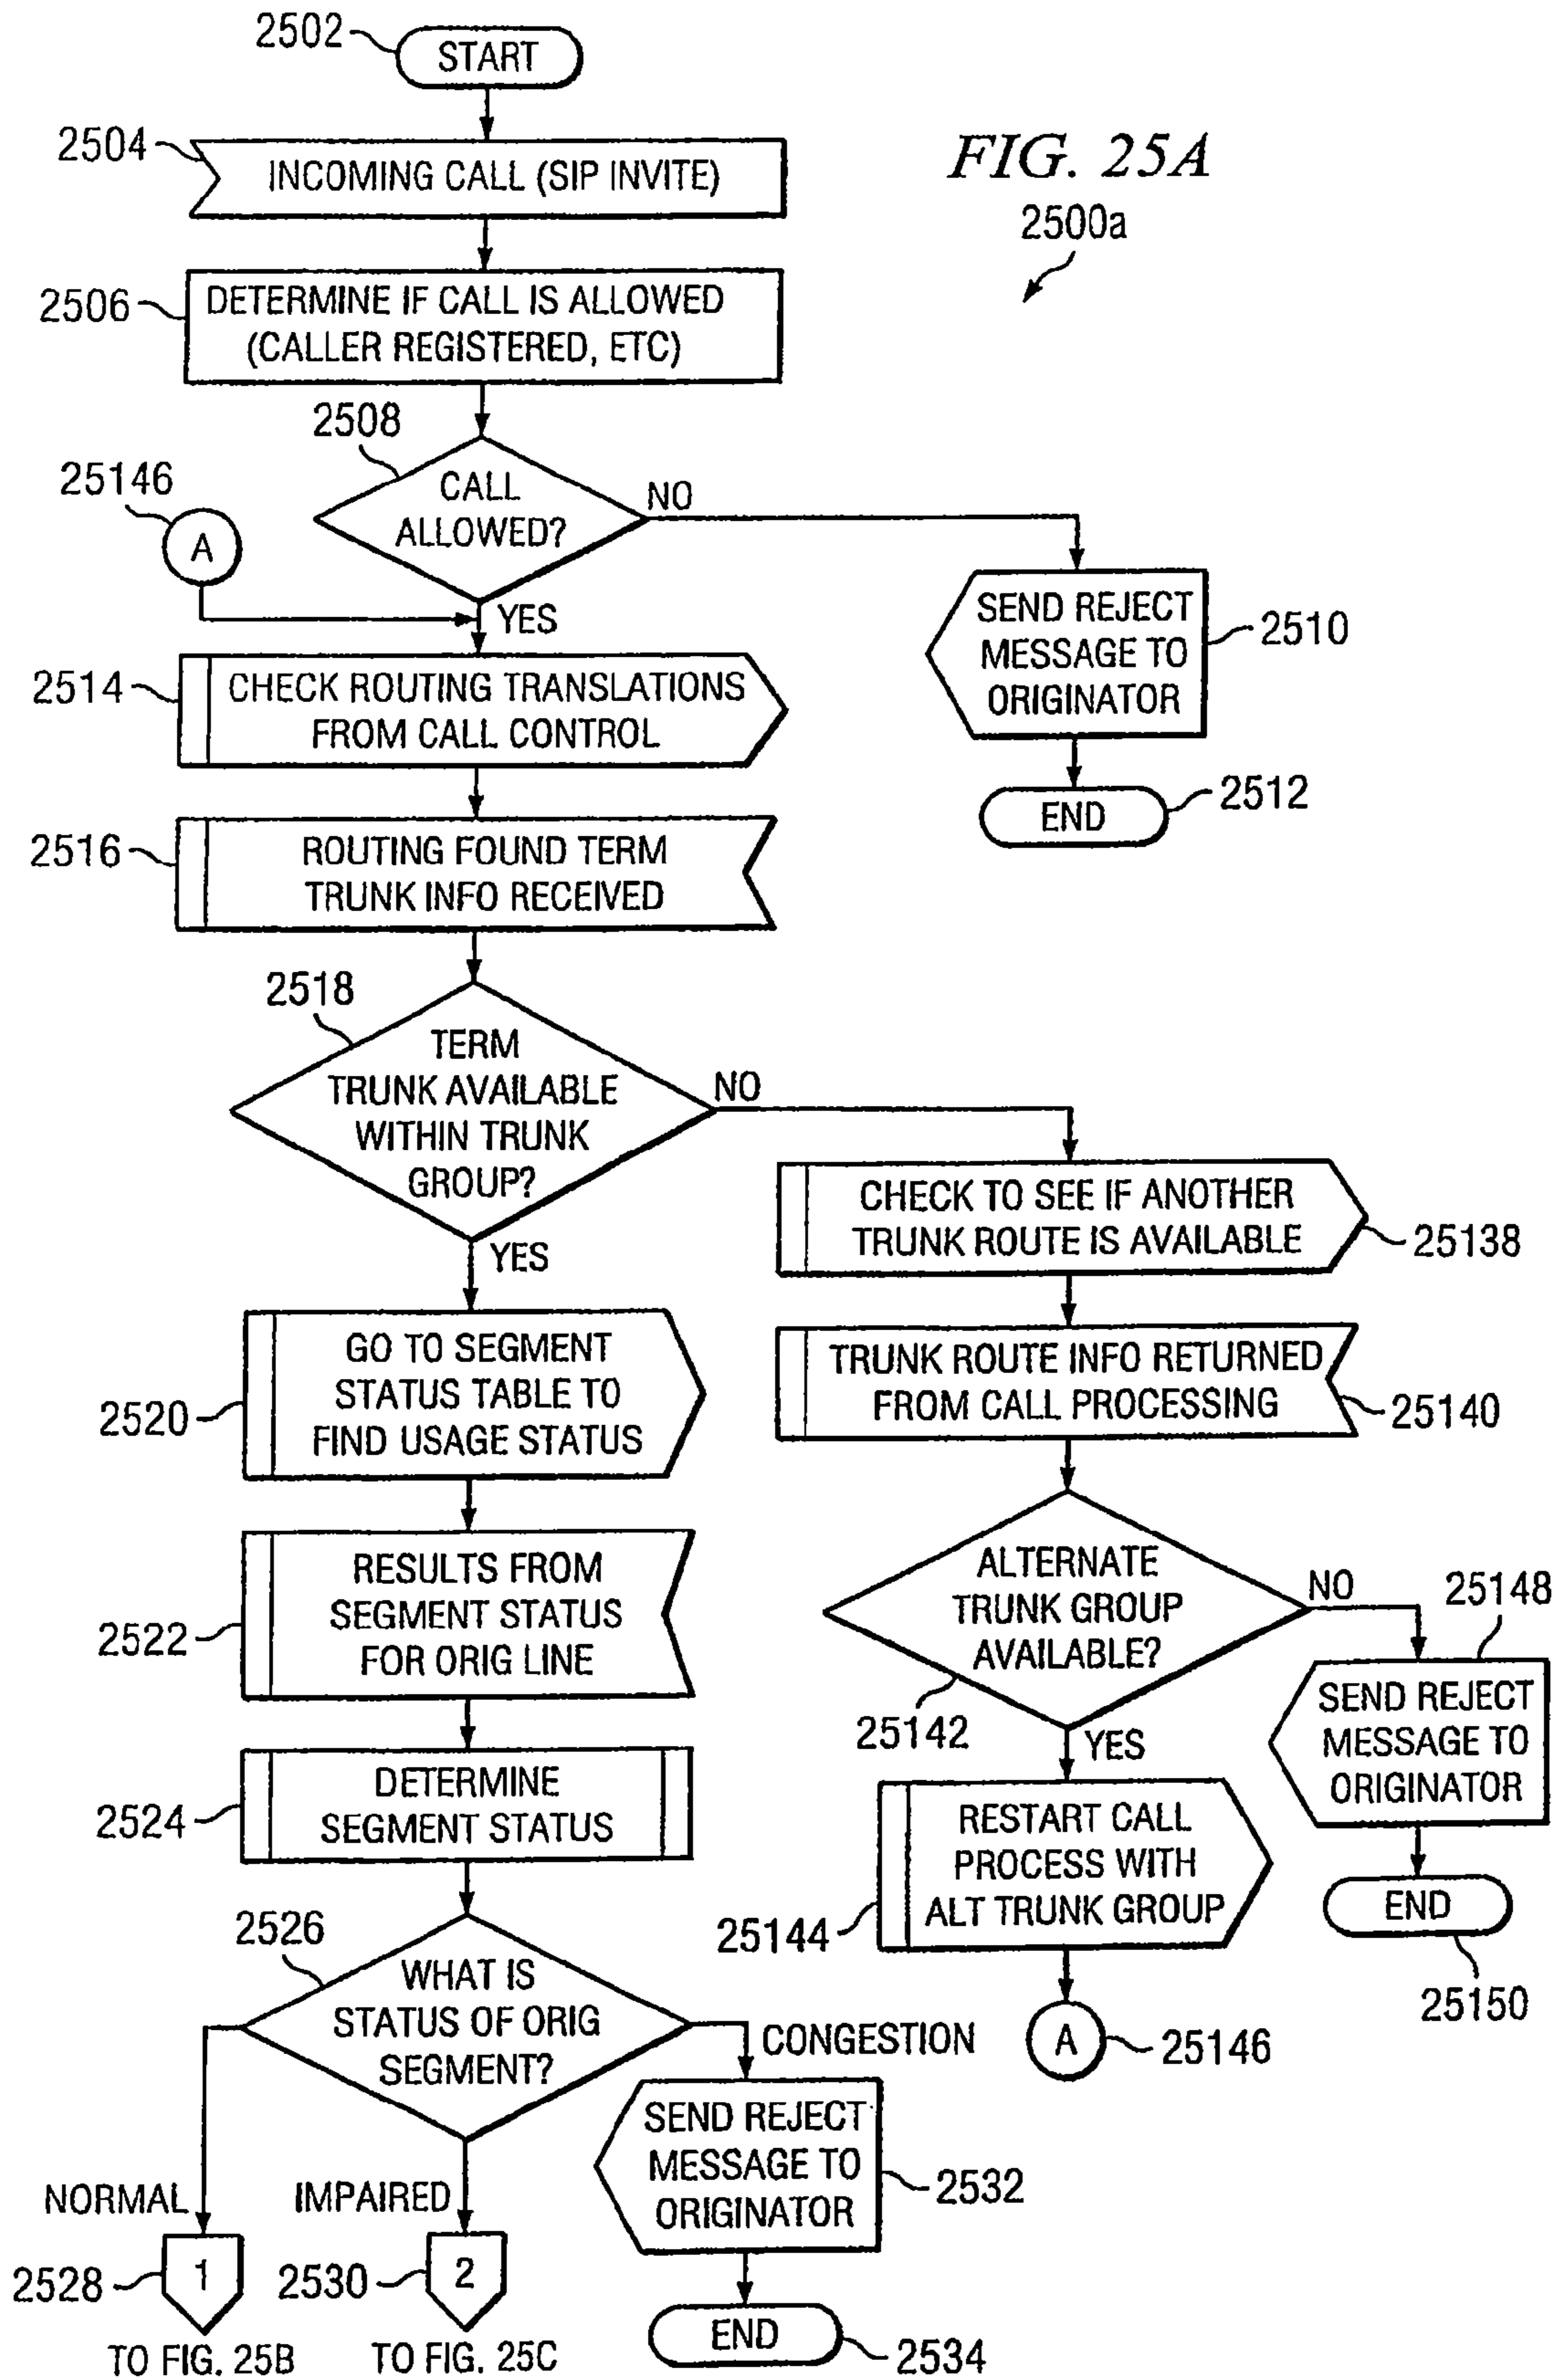 2502
START
2504
INCOMING CALL (SIP INVITE)
FIG. 25A
2500a
2506
DETERMINE IF CALL IS ALLOWED
(CALLER REGISTERED, ETC)
2508
CALL
ALLOWED?
NO
25146
A
YES
SEND REJECT
MESSAGE TO
ORIGINATOR
2510
END
2512
2514
CHECK ROUTING TRANSLATIONS
FROM CALL CONTROL
2516
ROUTING FOUND TERM
TRUNK INFO RECEIVED
2518
TERM
TRUNK AVAILABLE
WITHIN TRUNK
GROUP?
NO
YES
CHECK TO SEE IF ANOTHER
TRUNK ROUTE IS AVAILABLE
25138
TRUNK ROUTE INFO RETURNED
FROM CALL PROCESSING
25140
2520
GO TO SEGMENT
STATUS TABLE TO
FIND USAGE STATUS
2522
RESULTS FROM
SEGMENT STATUS
FOR ORIG LINE
ALTERNATE
TRUNK GROUP
AVAILABLE?
25142
NO
YES
25148
SEND REJECT
MESSAGE TO
ORIGINATOR
END
25150
2524
DETERMINE
SEGMENT STATUS
RESTART CALL
PROCESS WITH
ALT TRUNK GROUP
25144
A
25146
2526
WHAT IS
STATUS OF ORIG
SEGMENT?
CONGESTION
NORMAL
IMPAIRED
SEND REJECT
MESSAGE TO
ORIGINATOR
2532
2528
1
TO FIG. 25B
2530
2
TO FIG. 25C
END
2534